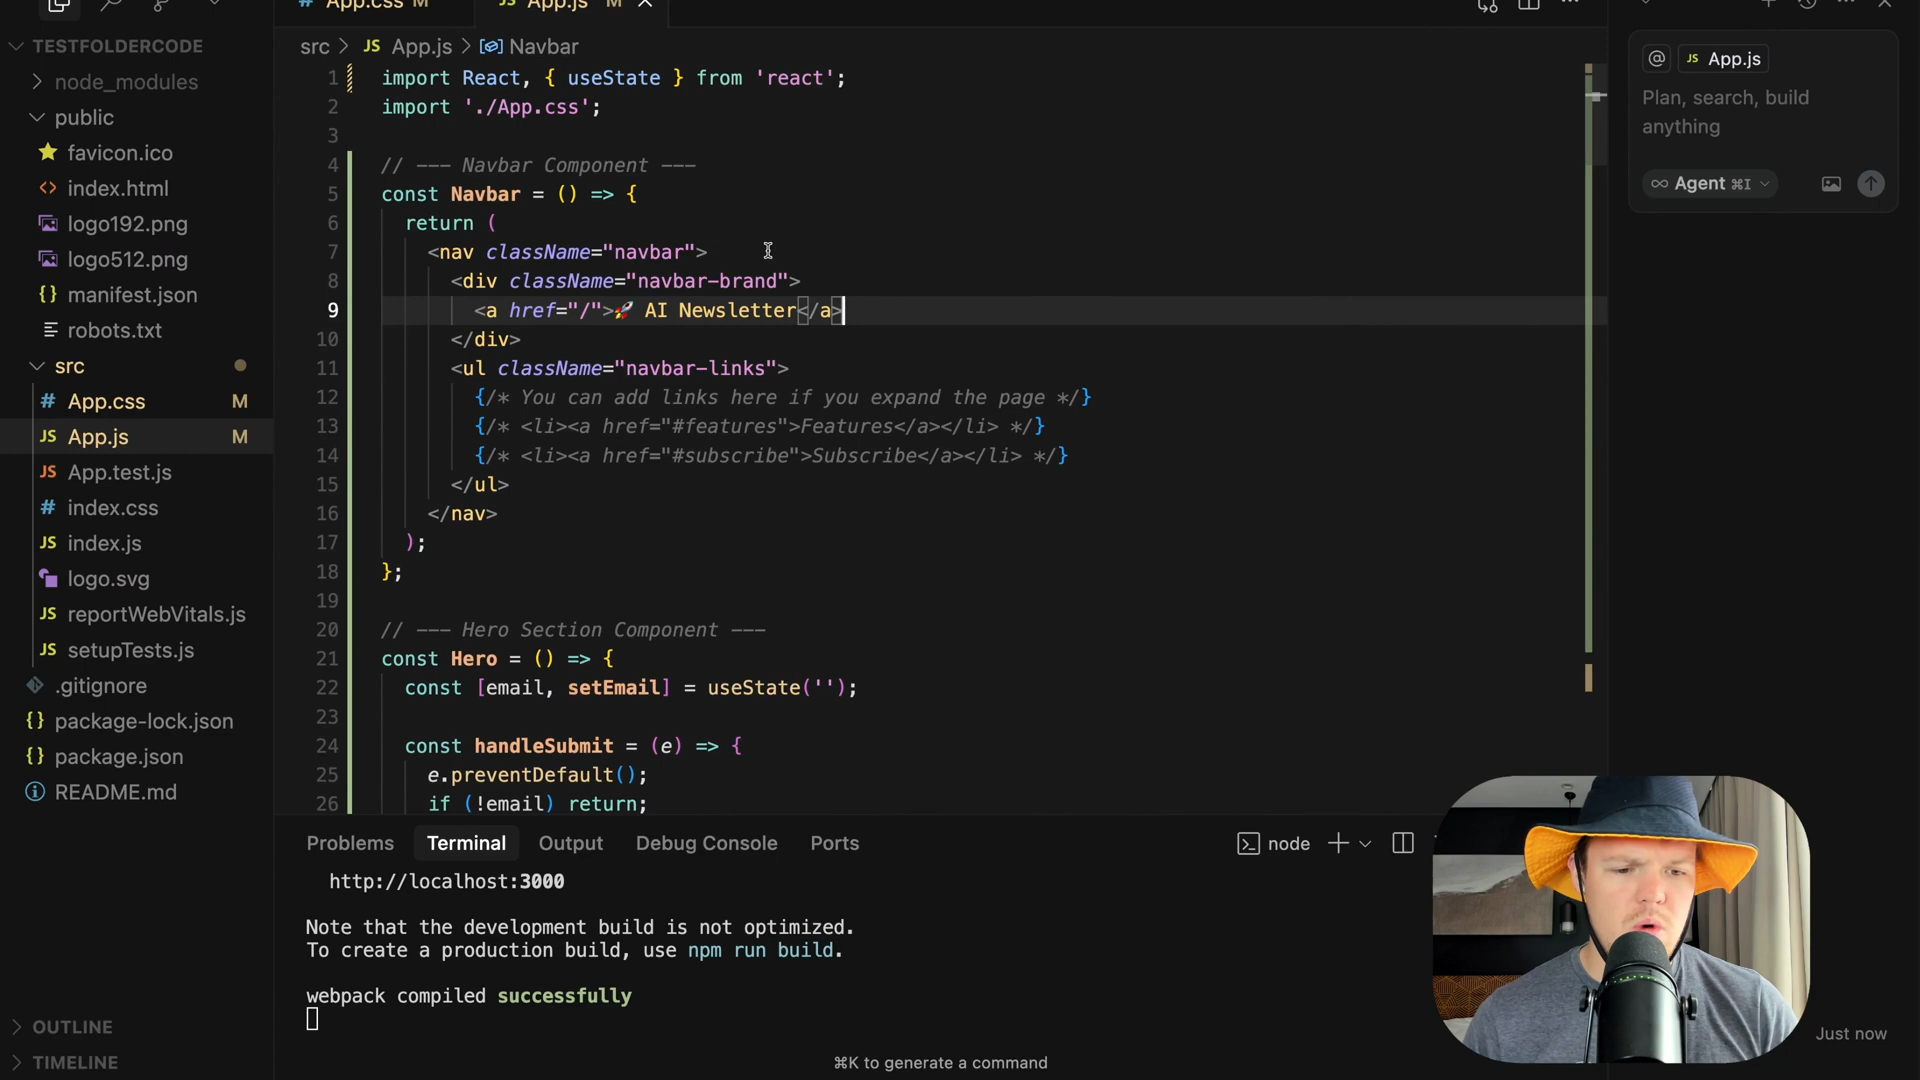 App.css M
App.js M
TESTFOLDERCODE
node_modules
public
favicon.ico
index.html
logo192.png
logo512.png
manifest.json
robots.txt
src
App.css M
App.js M
App.test.js
index.css
index.js
logo.svg
reportWebVitals.js
setupTests.js
.gitignore
package-lock.json
package.json
README.md
OUTLINE
TIMELINE
src > JS App.js > Navbar
1 import React, { useState } from 'react';
2 import './App.css';
3
4 // --- Navbar Component ---
5 const Navbar = () => {
6 return (
7 <nav className="navbar">
8 <div className="navbar-brand">
9 <a href="/">🚀 AI Newsletter</a>
10 </div>
11 <ul className="navbar-links">
12 {/* You can add links here if you expand the page */}
13 {/* <li><a href="#features">Features</a></li> */}
14 {/* <li><a href="#subscribe">Subscribe</a></li> */}
15 </ul>
16 </nav>
17 );
18 };
19
20 // --- Hero Section Component ---
21 const Hero = () => {
22 const [email, setEmail] = useState('');
23
24 const handleSubmit = (e) => {
25 e.preventDefault();
26 if (!email) return;
Problems Terminal Output Debug Console Ports
node
http://localhost:3000
Note that the development build is not optimized.
To create a production build, use npm run build.
webpack compiled successfully
⌘K to generate a command
@ JS App.js
Plan, search, build
anything
∞ Agent ⌘I
Just now